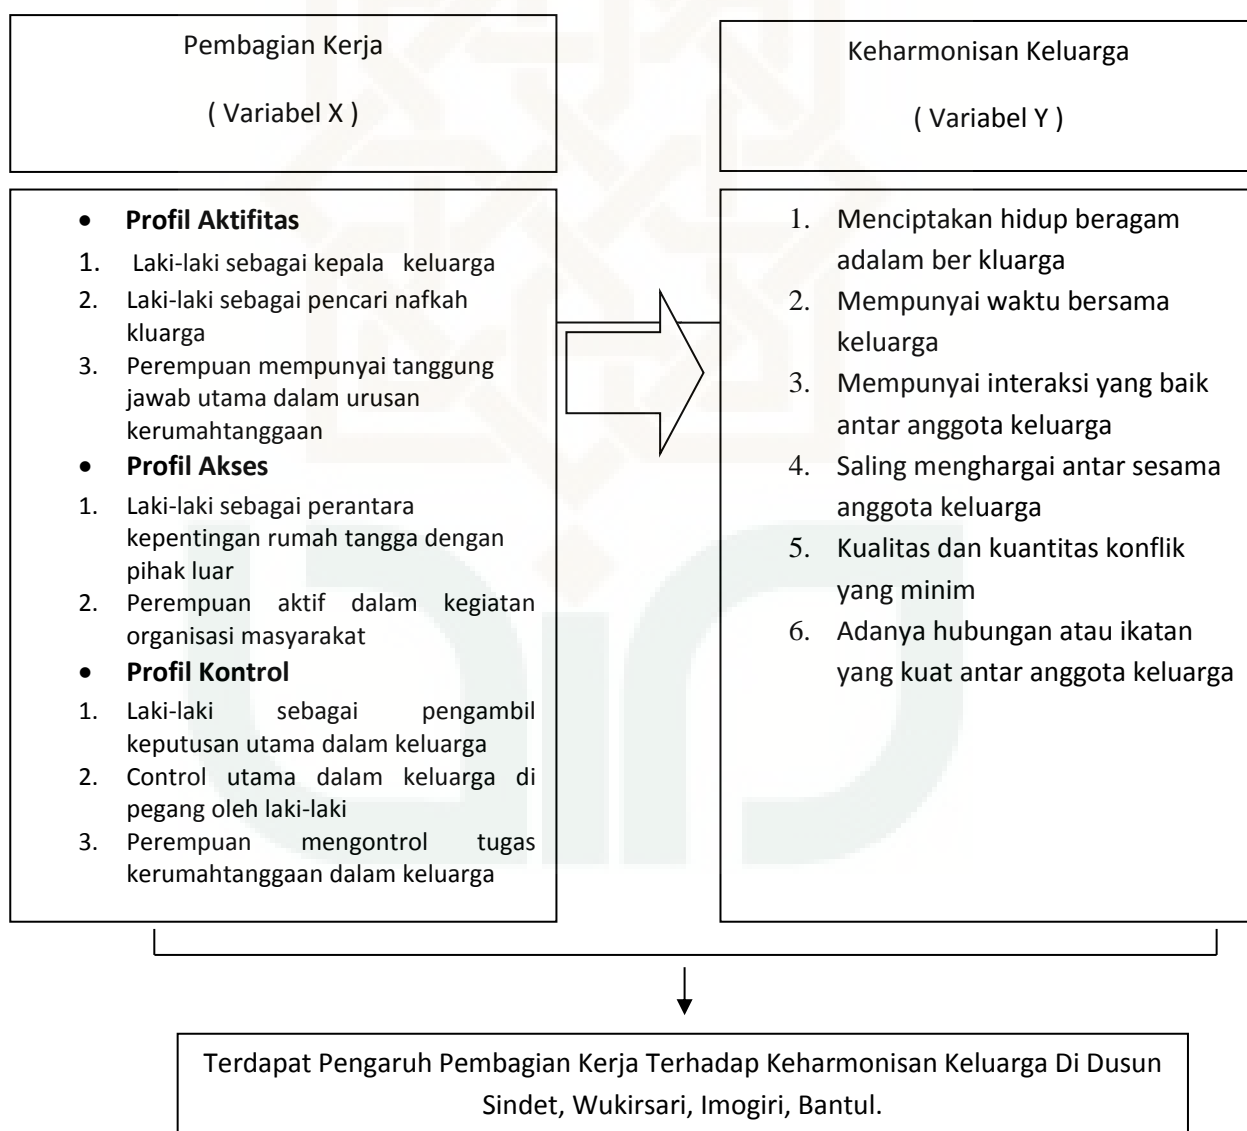 Pembagian Kerja
( Variabel X )
Keharmonisan Keluarga
( Variabel Y )
• Profil Aktifitas
1. Laki-laki sebagai kepala keluarga
2. Laki-laki sebagai pencari nafkah
kluarga
3. Perempuan mempunyai tanggung
jawab utama dalam urusan
kerumahtanggaan
• Profil Akses
1. Laki-laki sebagai perantara
kepentingan rumah tangga dengan
pihak luar
2. Perempuan aktif dalam kegiatan
organisasi masyarakat
• Profil Kontrol
1. Laki-laki sebagai pengambil
keputusan utama dalam keluarga
2. Control utama dalam keluarga di
pegang oleh laki-laki
3. Perempuan mengontrol tugas
kerumahtanggaan dalam keluarga
1. Menciptakan hidup beragam
adalam ber kluarga
2. Mempunyai waktu bersama
keluarga
3. Mempunyai interaksi yang baik
antar anggota keluarga
4. Saling menghargai antar sesama
anggota keluarga
5. Kualitas dan kuantitas konflik
yang minim
6. Adanya hubungan atau ikatan
yang kuat antar anggota keluarga
Terdapat Pengaruh Pembagian Kerja Terhadap Keharmonisan Keluarga Di Dusun
Sindet, Wukirsari, Imogiri, Bantul.